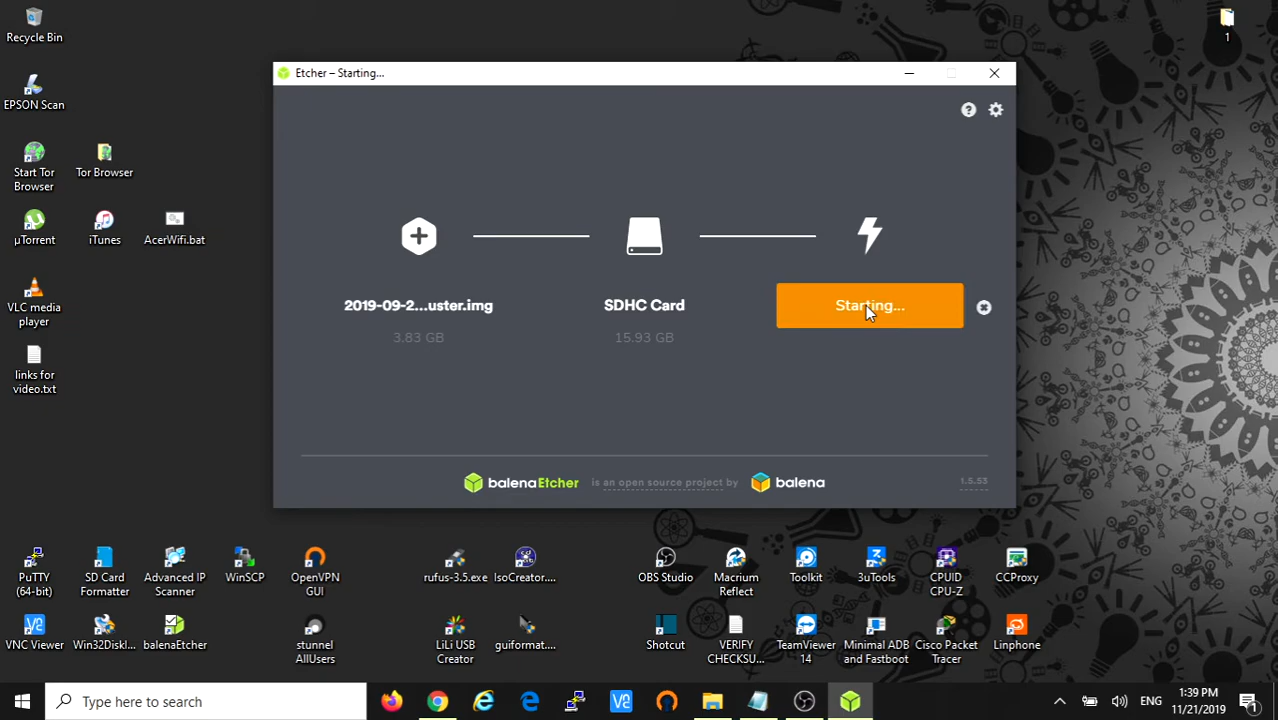 Recycle Bin
1
EPSON Scan
Start Tor
Browser
Tor Browser
µTorrent
iTunes
AcerWifi.bat
VLC media
player
links for
video.txt
Etcher – Starting...
2019-09-2...uster.img
3.83 GB
SDHC Card
15.93 GB
Starting...
balenaEtcher
is an open source project by
balena
1.5.53
PuTTY
(64-bit)
SD Card
Formatter
Advanced IP
Scanner
WinSCP
OpenVPN
GUI
rufus-3.5.exe
IsoCreator....
OBS Studio
Macrium
Reflect
Toolkit
3uTools
CPUID
CPU-Z
CCProxy
VNC Viewer
Win32Diskl...
balenaEtcher
stunnel
AllUsers
LiLi USB
Creator
guiformat....
Shotcut
VERIFY
CHECKSU...
TeamViewer
14
Minimal ADB
and Fastboot
Cisco Packet
Tracer
Linphone
Type here to search
ENG
1:39 PM
11/21/2019
1